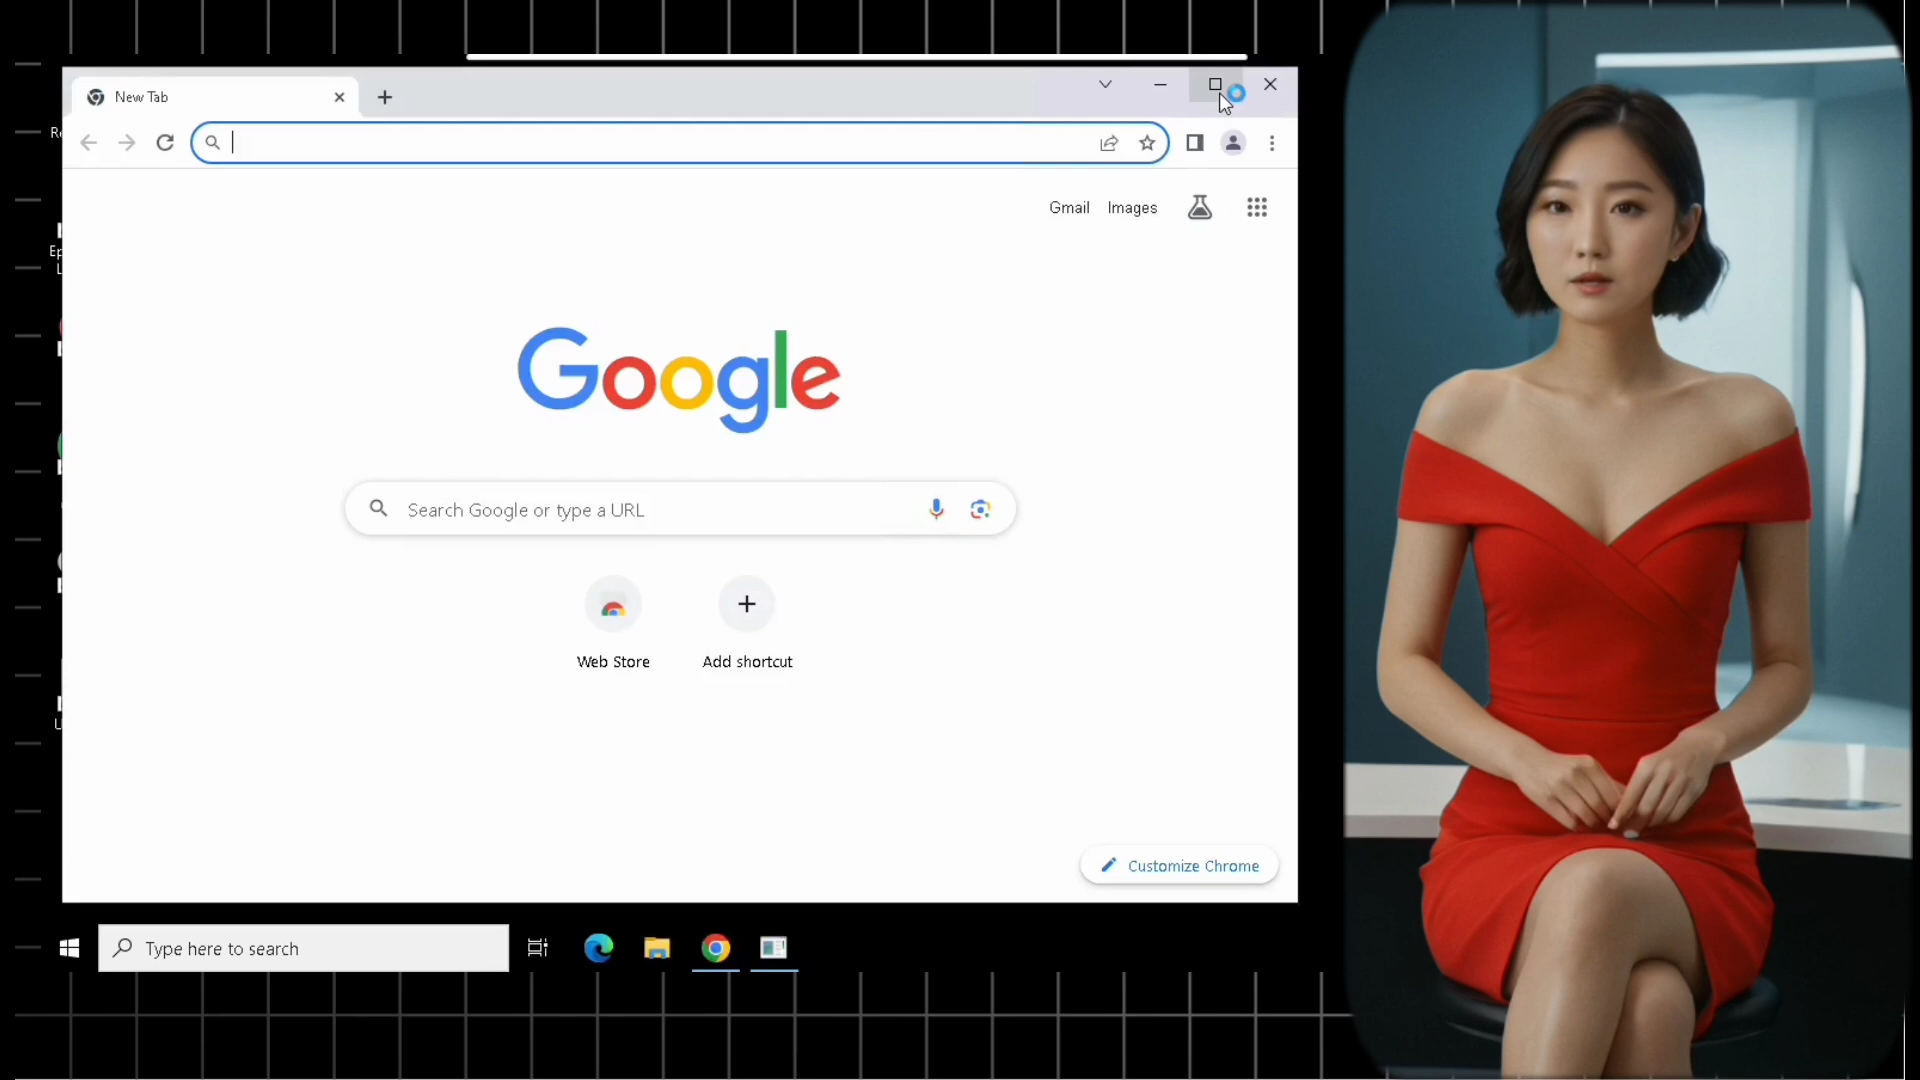 New Tab
Gmail Images
Google
Search Google or type a URL
Web Store
Add shortcut
Customize Chrome
Type here to search